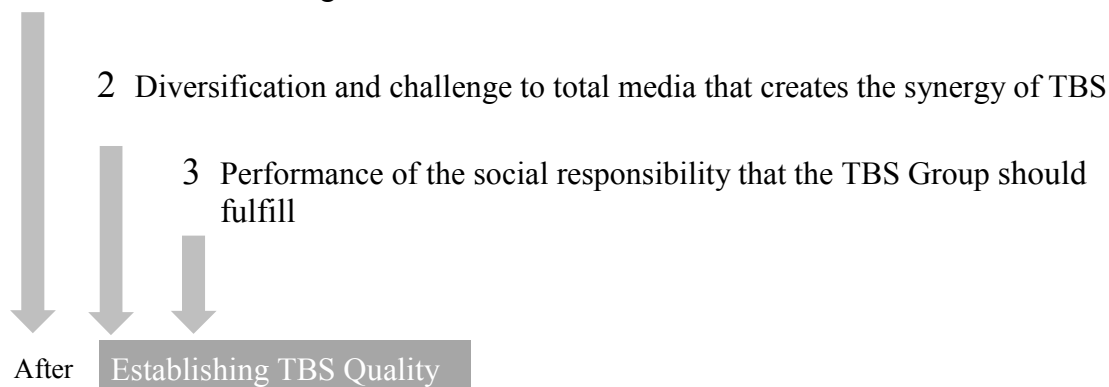 2 Diversification and challenge to total media that creates the synergy of TBS
3 Performance of the social responsibility that the TBS Group should
fulfill
After Establishing TBS Quality